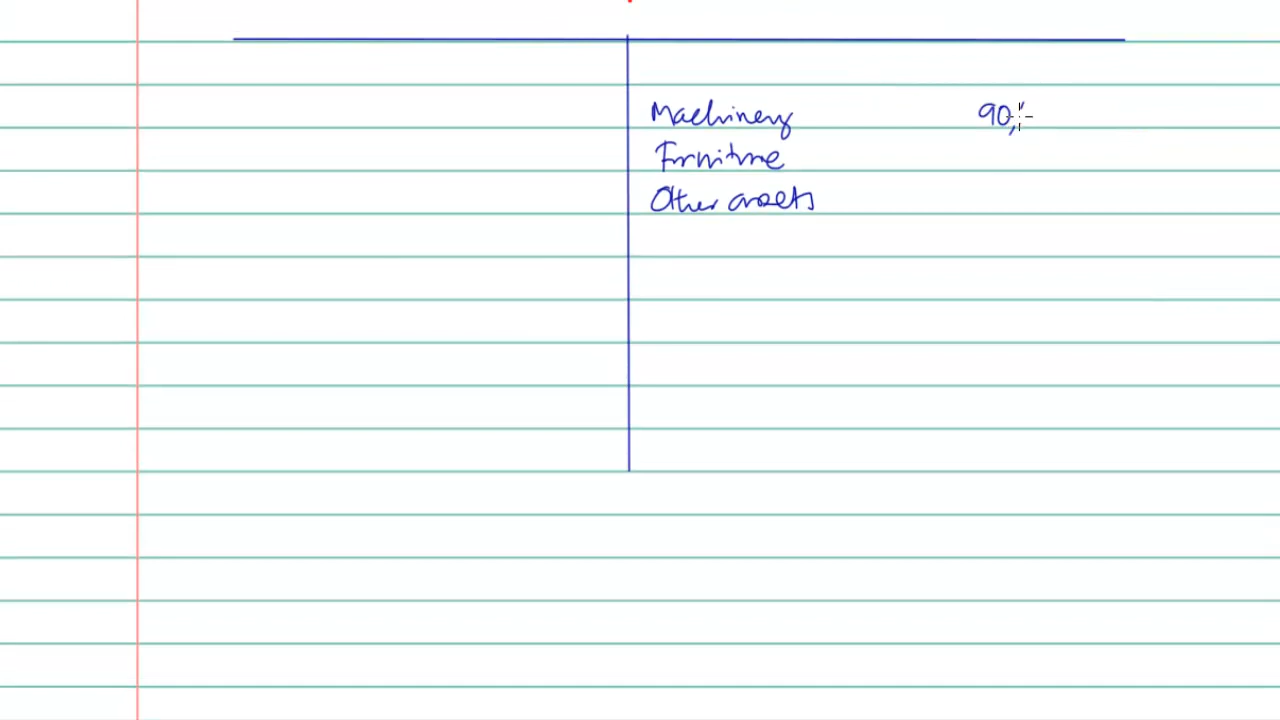 Machinery 90,
Furniture
Other assets